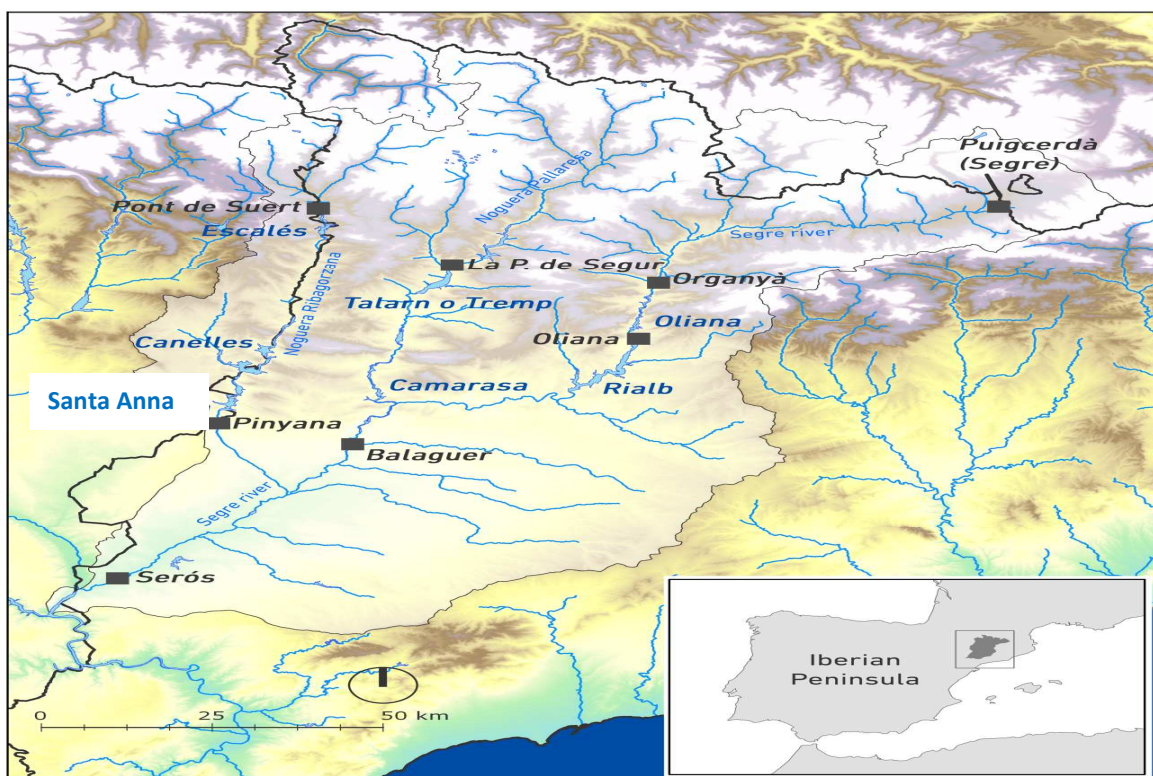 Puigcerdà
(Segre)
Pont de Suert
Escalés
Noguera Pallaresa
Segre river
La P. de Segur
Organyà
Noguera Ribagorzana
Talarn o Tremp
Oliana
Oliana
Canelles
Camarasa
Rialb
Santa Anna
Pinyana
Balaguer
Segre river
Serós
Iberian
Peninsula
0
25
50 km